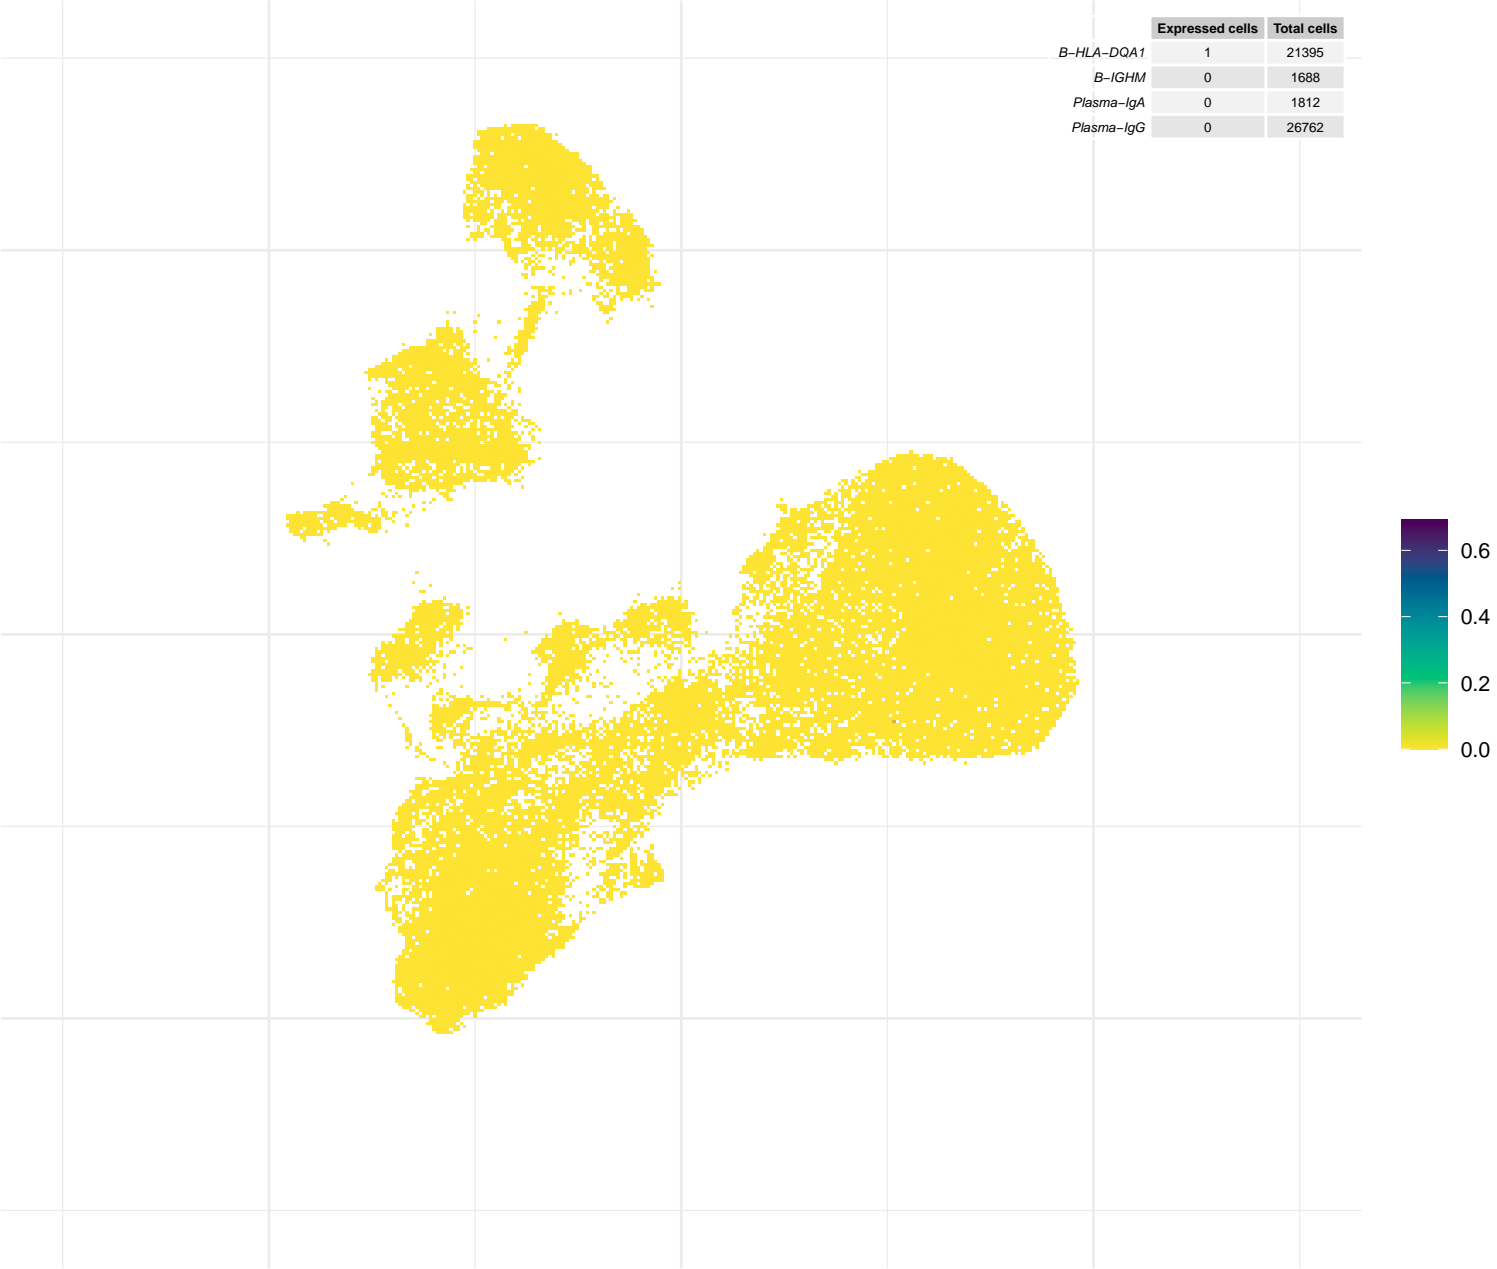 Expressed cells Total cells
B−HLA−DQA1 1 21395
B−IGHM 0 1688
Plasma−IgA 0 1812
Plasma−IgG 0 26762
0.6
0.4
0.2
0.0